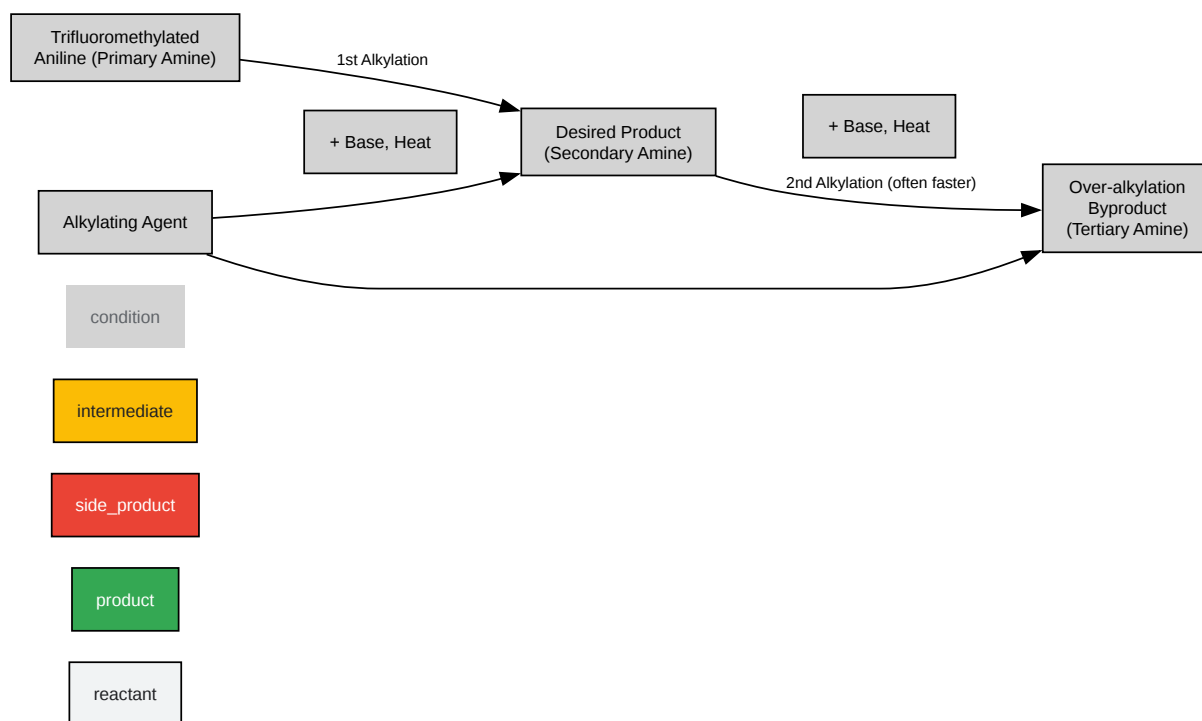 Trifluoromethylated
Aniline (Primary Amine)
1st Alkylation
+ Base, Heat
Desired Product
(Secondary Amine)
+ Base, Heat
2nd Alkylation (often faster)
Over-alkylation
Byproduct
(Tertiary Amine)
Alkylating Agent
condition
intermediate
side_product
product
reactant